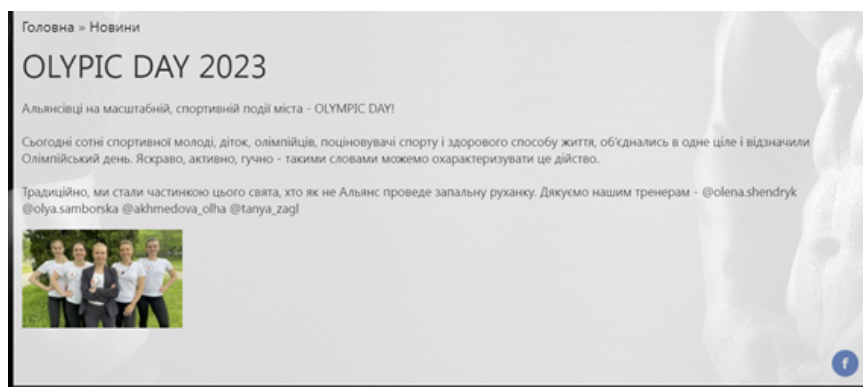 Головна » Новини
OLYPIC DAY 2023
Альянсівці на масштабній, спортивній події міста - OLYMPIC DAY!
Сьогодні сотні спортивної молоді, діток, олімпійців, поціновувачі спорту і здорового способу життя, об'єднались в одне ціле і відзначили
Олімпійський день. Яскраво, активно, гучно - такими словами можемо охарактеризувати це дійство.
Традиційно, ми стали частинкою цього свята, хто як не Альянс проведе запальну руханку. Дякуємо нашим тренерам - @olena.shendryk
@olya.samborska @akhmedova_olha @tanya_zagl
f